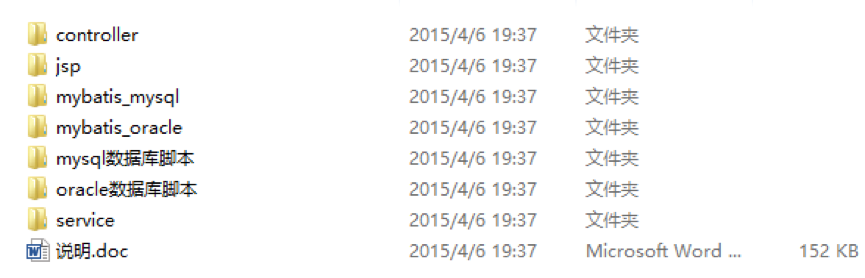 controller 2015/4/6 19:37 文件夹
jsp 2015/4/6 19:37 文件夹
mybatis_mysql 2015/4/6 19:37 文件夹
mybatis_oracle 2015/4/6 19:37 文件夹
mysql数据库脚本 2015/4/6 19:37 文件夹
oracle数据库脚本 2015/4/6 19:37 文件夹
service 2015/4/6 19:37 文件夹
说明.doc 2015/4/6 19:37 Microsoft Word ... 152 KB